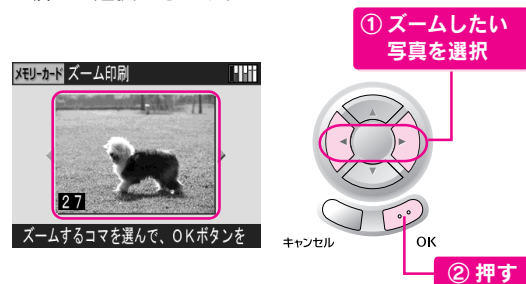 ① ズームしたい
写真を選択
メモリーカード ズーム印刷
27
ズームするコマを選んで、OKボタンを
キャンセル
OK
② 押す